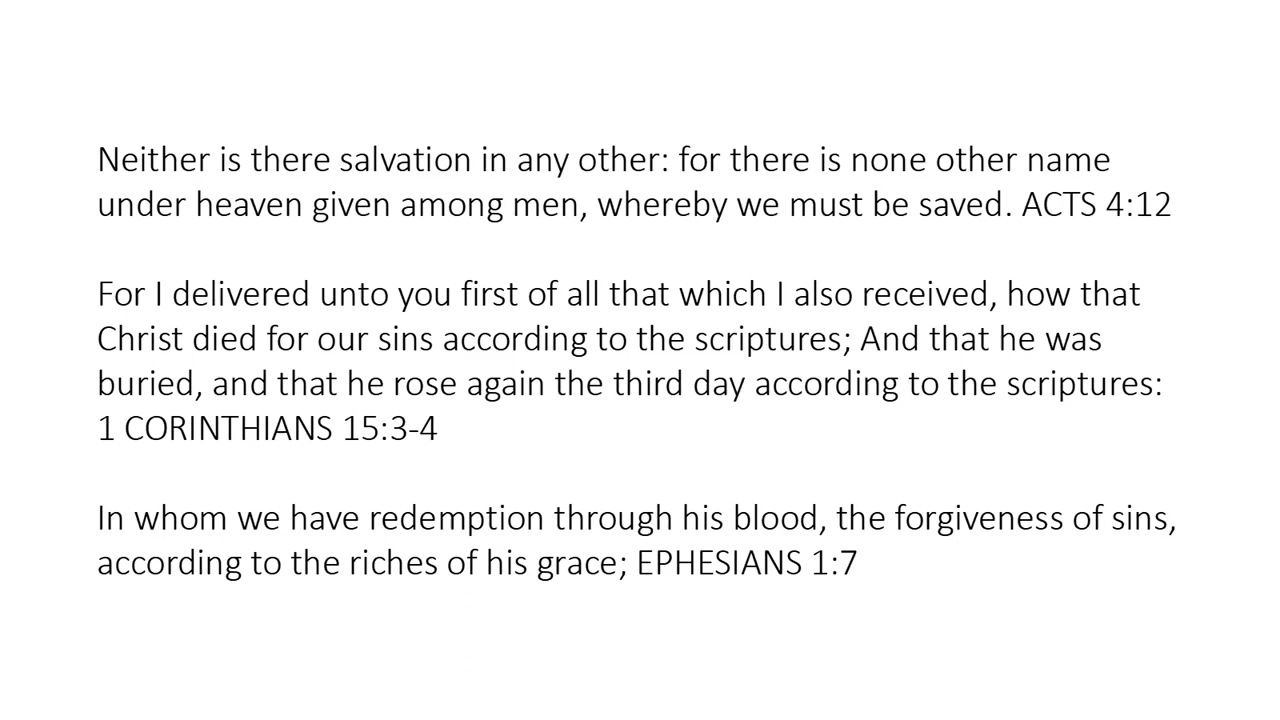 Neither is there salvation in any other: for there is none other name
under heaven given among men, whereby we must be saved. ACTS 4:12
For I delivered unto you first of all that which I also received, how that
Christ died for our sins according to the scriptures; And that he was
buried, and that he rose again the third day according to the scriptures:
1 CORINTHIANS 15:3-4
In whom we have redemption through his blood, the forgiveness of sins,
according to the riches of his grace; EPHESIANS 1:7